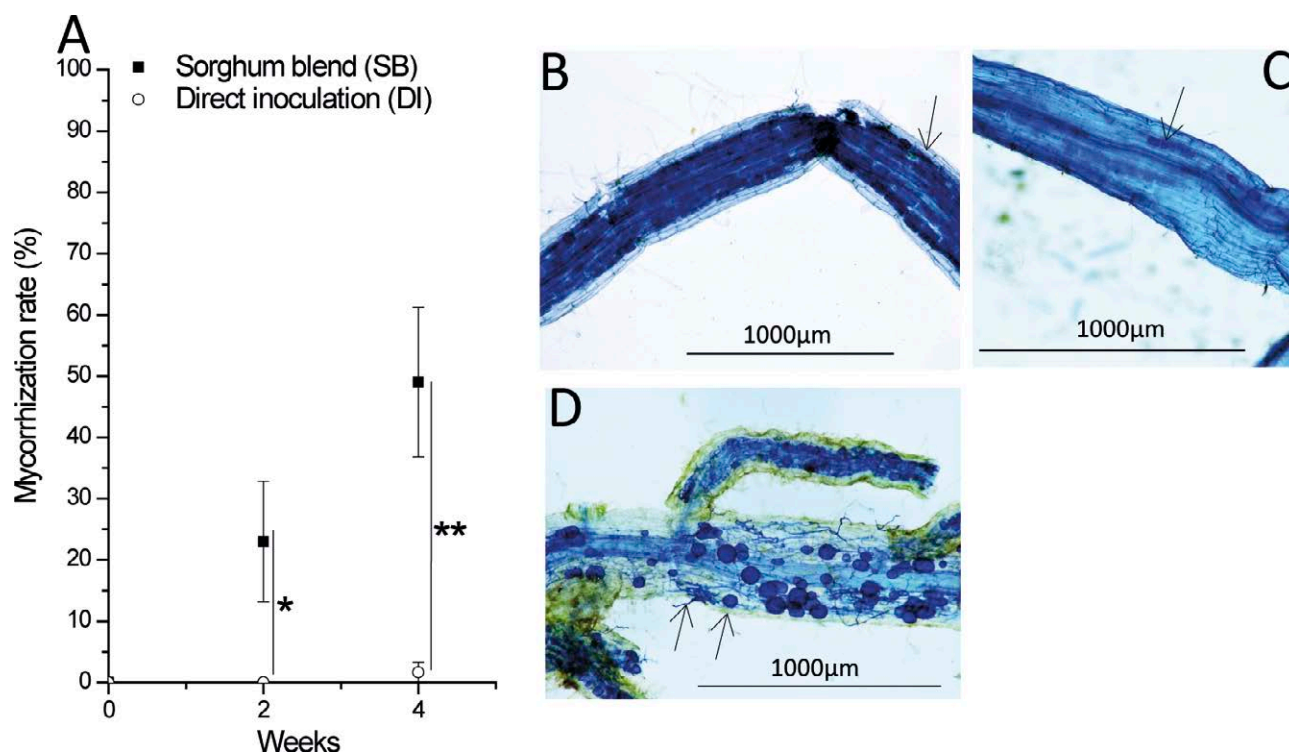 A
100
90
80
70
60
50
40
30
20
10
0
Mycorrhization rate (%)
■ Sorghum blend (SB)
○ Direct inoculation (DI)
*
**
0
2
4
Weeks
B
1000µm
C
1000µm
D
1000µm